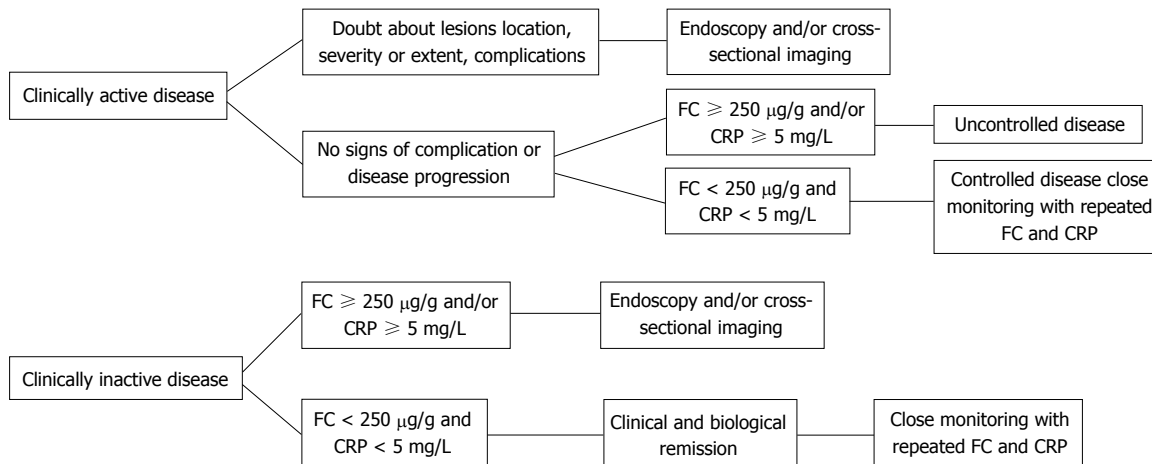 Doubt about lesions location,
severity or extent, complications
Endoscopy and/or cross-
sectional imaging
Clinically active disease
No signs of complication or
disease progression
FC ≥ 250 μg/g and/or
CRP ≥ 5 mg/L
Uncontrolled disease
FC < 250 μg/g and
CRP < 5 mg/L
Controlled disease close
monitoring with repeated
FC and CRP
Clinically inactive disease
FC ≥ 250 μg/g and/or
CRP ≥ 5 mg/L
Endoscopy and/or cross-
sectional imaging
FC < 250 μg/g and
CRP < 5 mg/L
Clinical and biological
remission
Close monitoring with
repeated FC and CRP